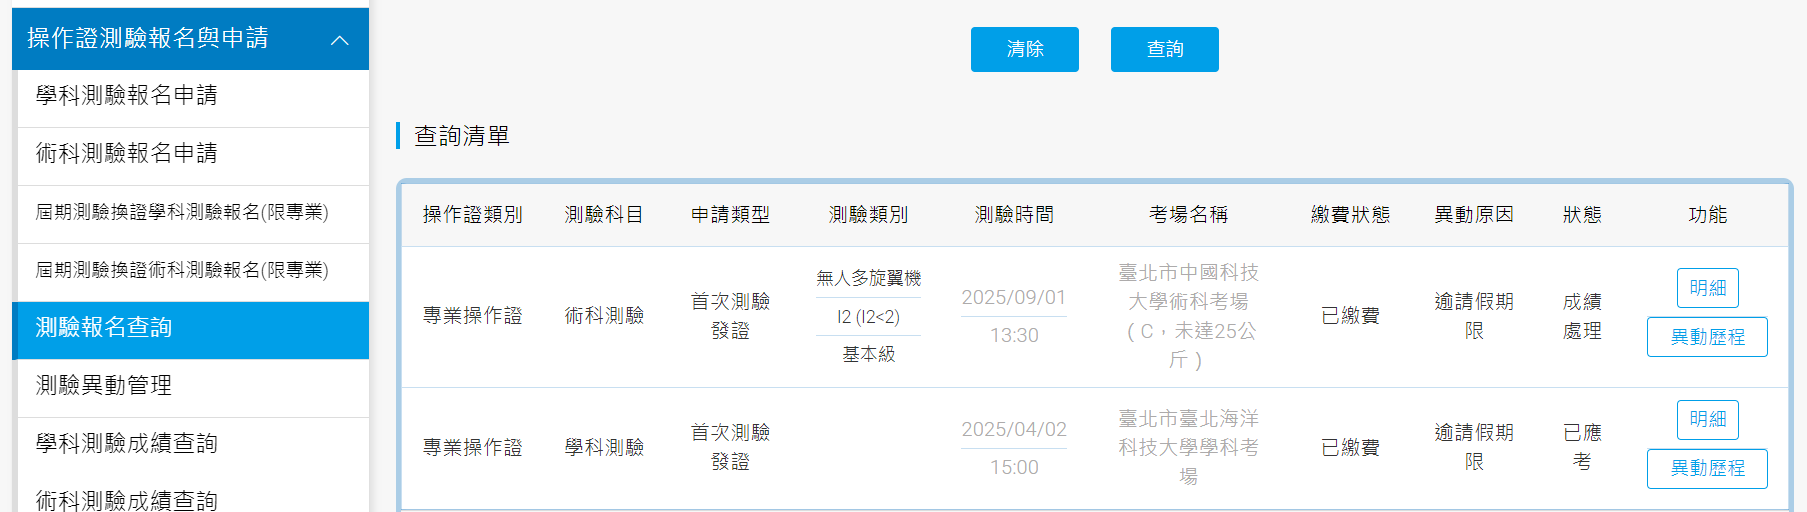 操作證測驗報名與申請
學科測驗報名申請
術科測驗報名申請
屆期測驗換證學科測驗報名(限專業)
屆期測驗換證術科測驗報名(限專業)
測驗報名查詢
測驗異動管理
學科測驗成績查詢
術科測驗成績查詢
清除 查詢
查詢清單
操作證類別 測驗科目 申請類型 測驗類別 測驗時間 考場名稱 繳費狀態 異動原因 狀態 功能
專業操作證
術科測驗
首次測驗
發證
無人多旋翼機
I2 (I2<2)
基本級
2025/09/01
13:30
臺北市中國科技
大學術科考場
（C，未達25公
斤）
已繳費
逾請假期
限
成績
處理
明細
異動歷程
專業操作證
學科測驗
首次測驗
發證
2025/04/02
15:00
臺北市臺北海洋
科技大學學科考
場
已繳費
逾請假期
限
已應
考
明細
異動歷程